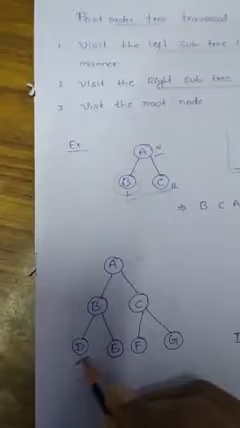 Post order tree traversal
1. Visit the left sub tree
manner
2 Visit the Right sub tree
3 Visit the root node
Ex
A N
B C R
L
⇒ B C A
A
B C
D E F G